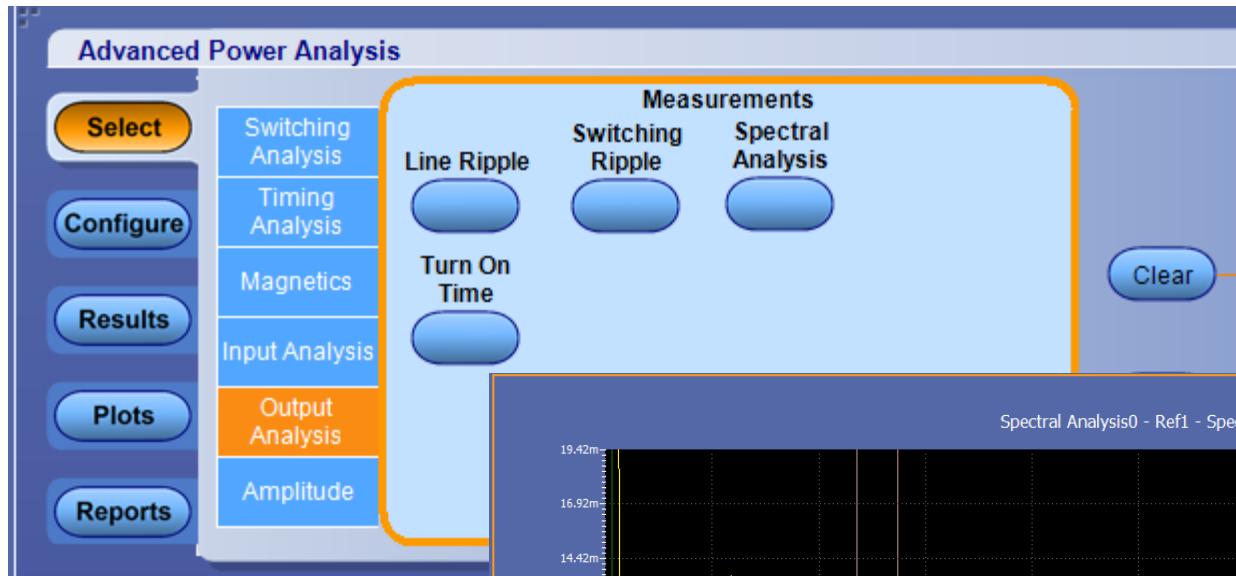 Advanced Power Analysis
Select
Configure
Results
Plots
Reports
Switching
Analysis
Timing
Analysis
Magnetics
Input Analysis
Output
Analysis
Amplitude
Measurements
Line Ripple
Switching
Ripple
Spectral
Analysis
Turn On
Time
Clear
Spectral Analysis0 - Ref1 - Spe
19.42m
16.92m
14.42m